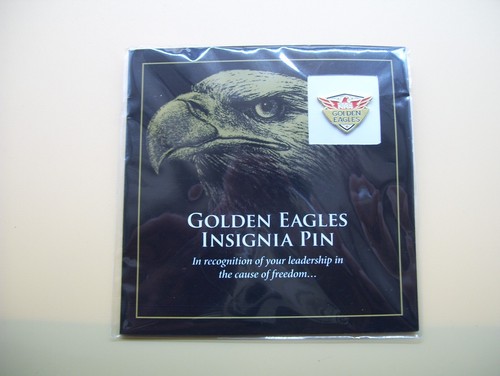 GOLDEN
EAGLES
GOLDEN EAGLES
INSIGNIA PIN
In recognition of your leadership in
the cause of freedom...